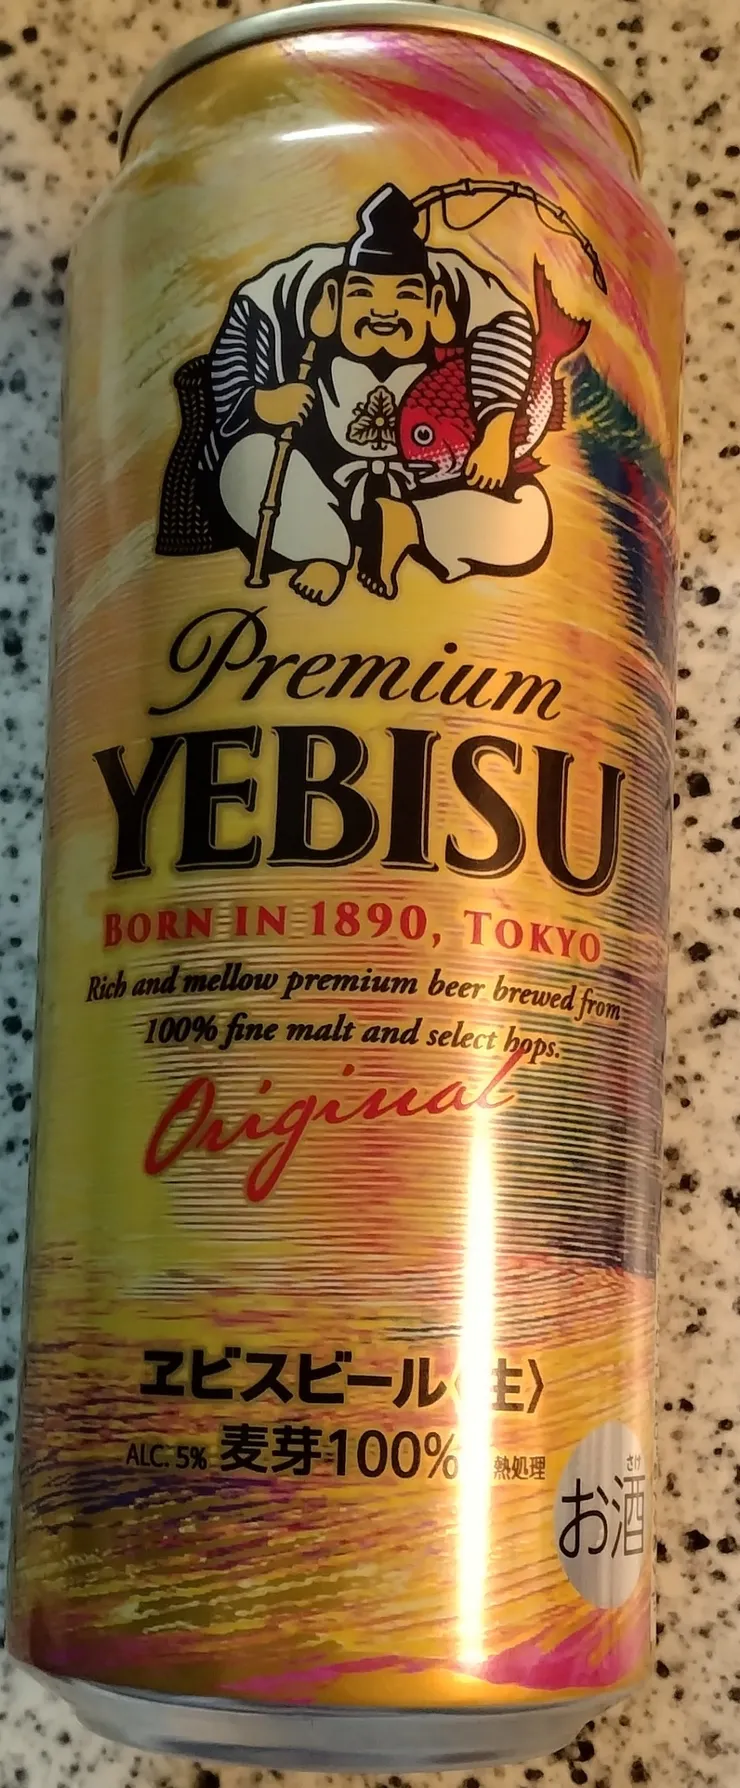 Premium
YEBISU
BORN IN 1890, TOKYO
Rich and mellow premium beer brewed from
100% fine malt and select hops.
Original
ヱビスビール〈生〉
ALC. 5% 麦芽100% 熱処理
さけ
お酒